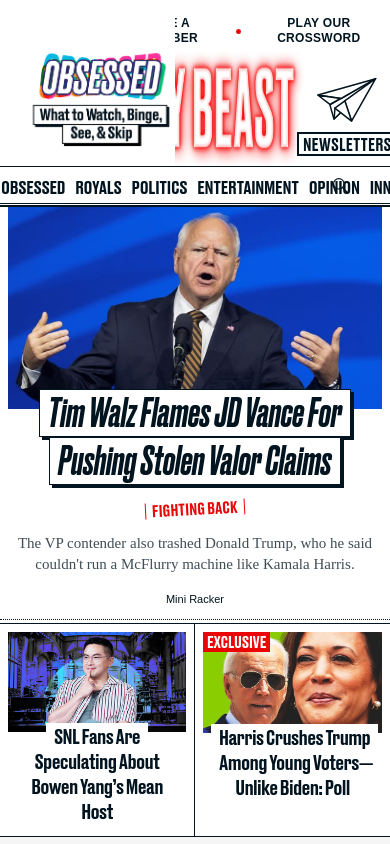 E A
PLAY OUR
BER
CROSSWORD
OBSESSED
What to Watch, Binge,
See, & Skip
Y BEAST
NEWSLETTERS
OBSESSED ROYALS POLITICS ENTERTAINMENT OPINION INN
Tim Walz Flames JD Vance For
Pushing Stolen Valor Claims
FIGHTING BACK
The VP contender also trashed Donald Trump, who he said
couldn't run a McFlurry machine like Kamala Harris.
Mini Racker
SNL Fans Are
Speculating About
Bowen Yang’s Mean
Host
EXCLUSIVE
Harris Crushes Trump
Among Young Voters—
Unlike Biden: Poll